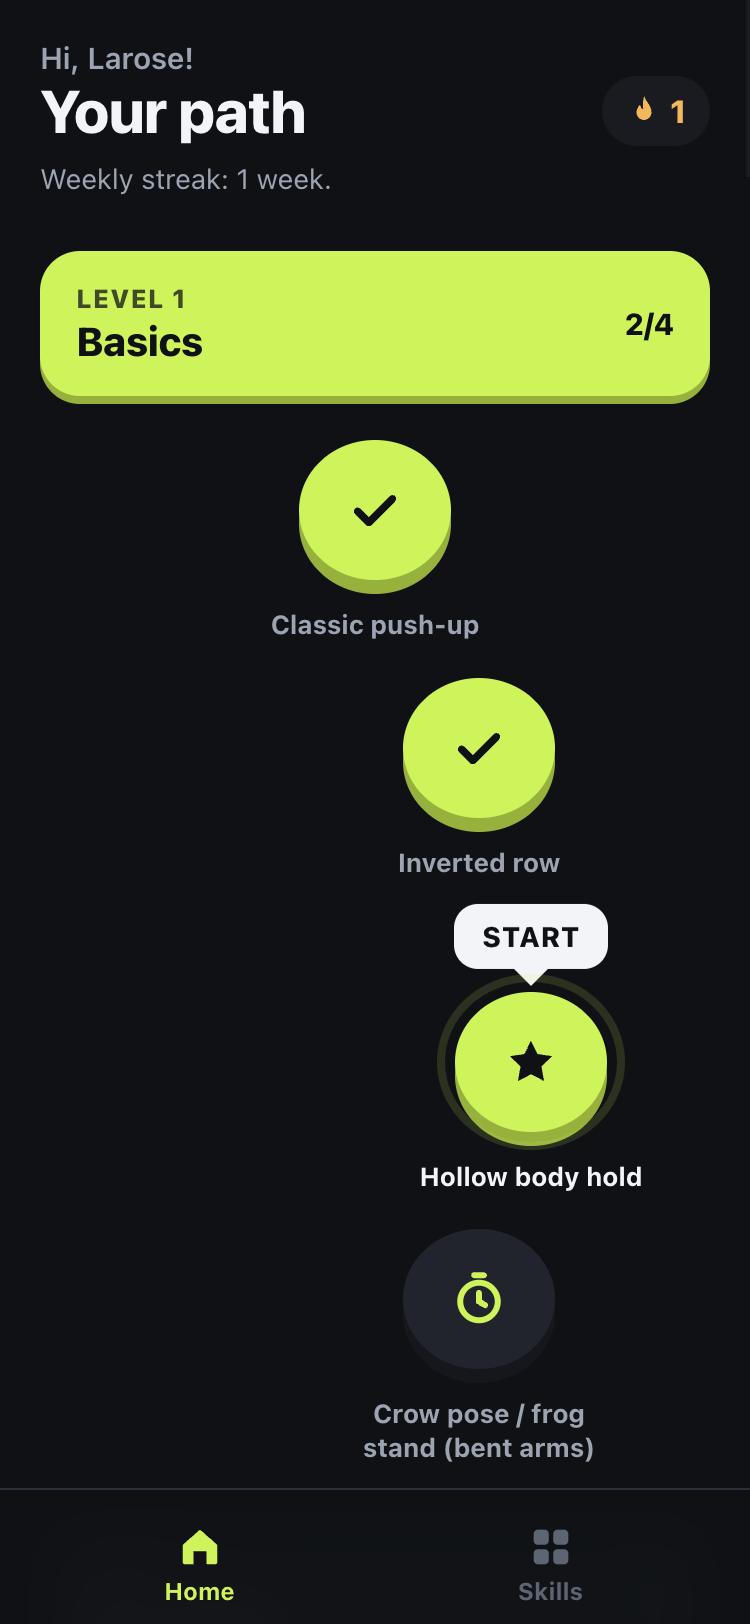 Hi, Larose!
Your path
1
Weekly streak: 1 week.
LEVEL 1
Basics
2/4
Classic push-up
Inverted row
START
Hollow body hold
Crow pose / frog
stand (bent arms)
Home
Skills